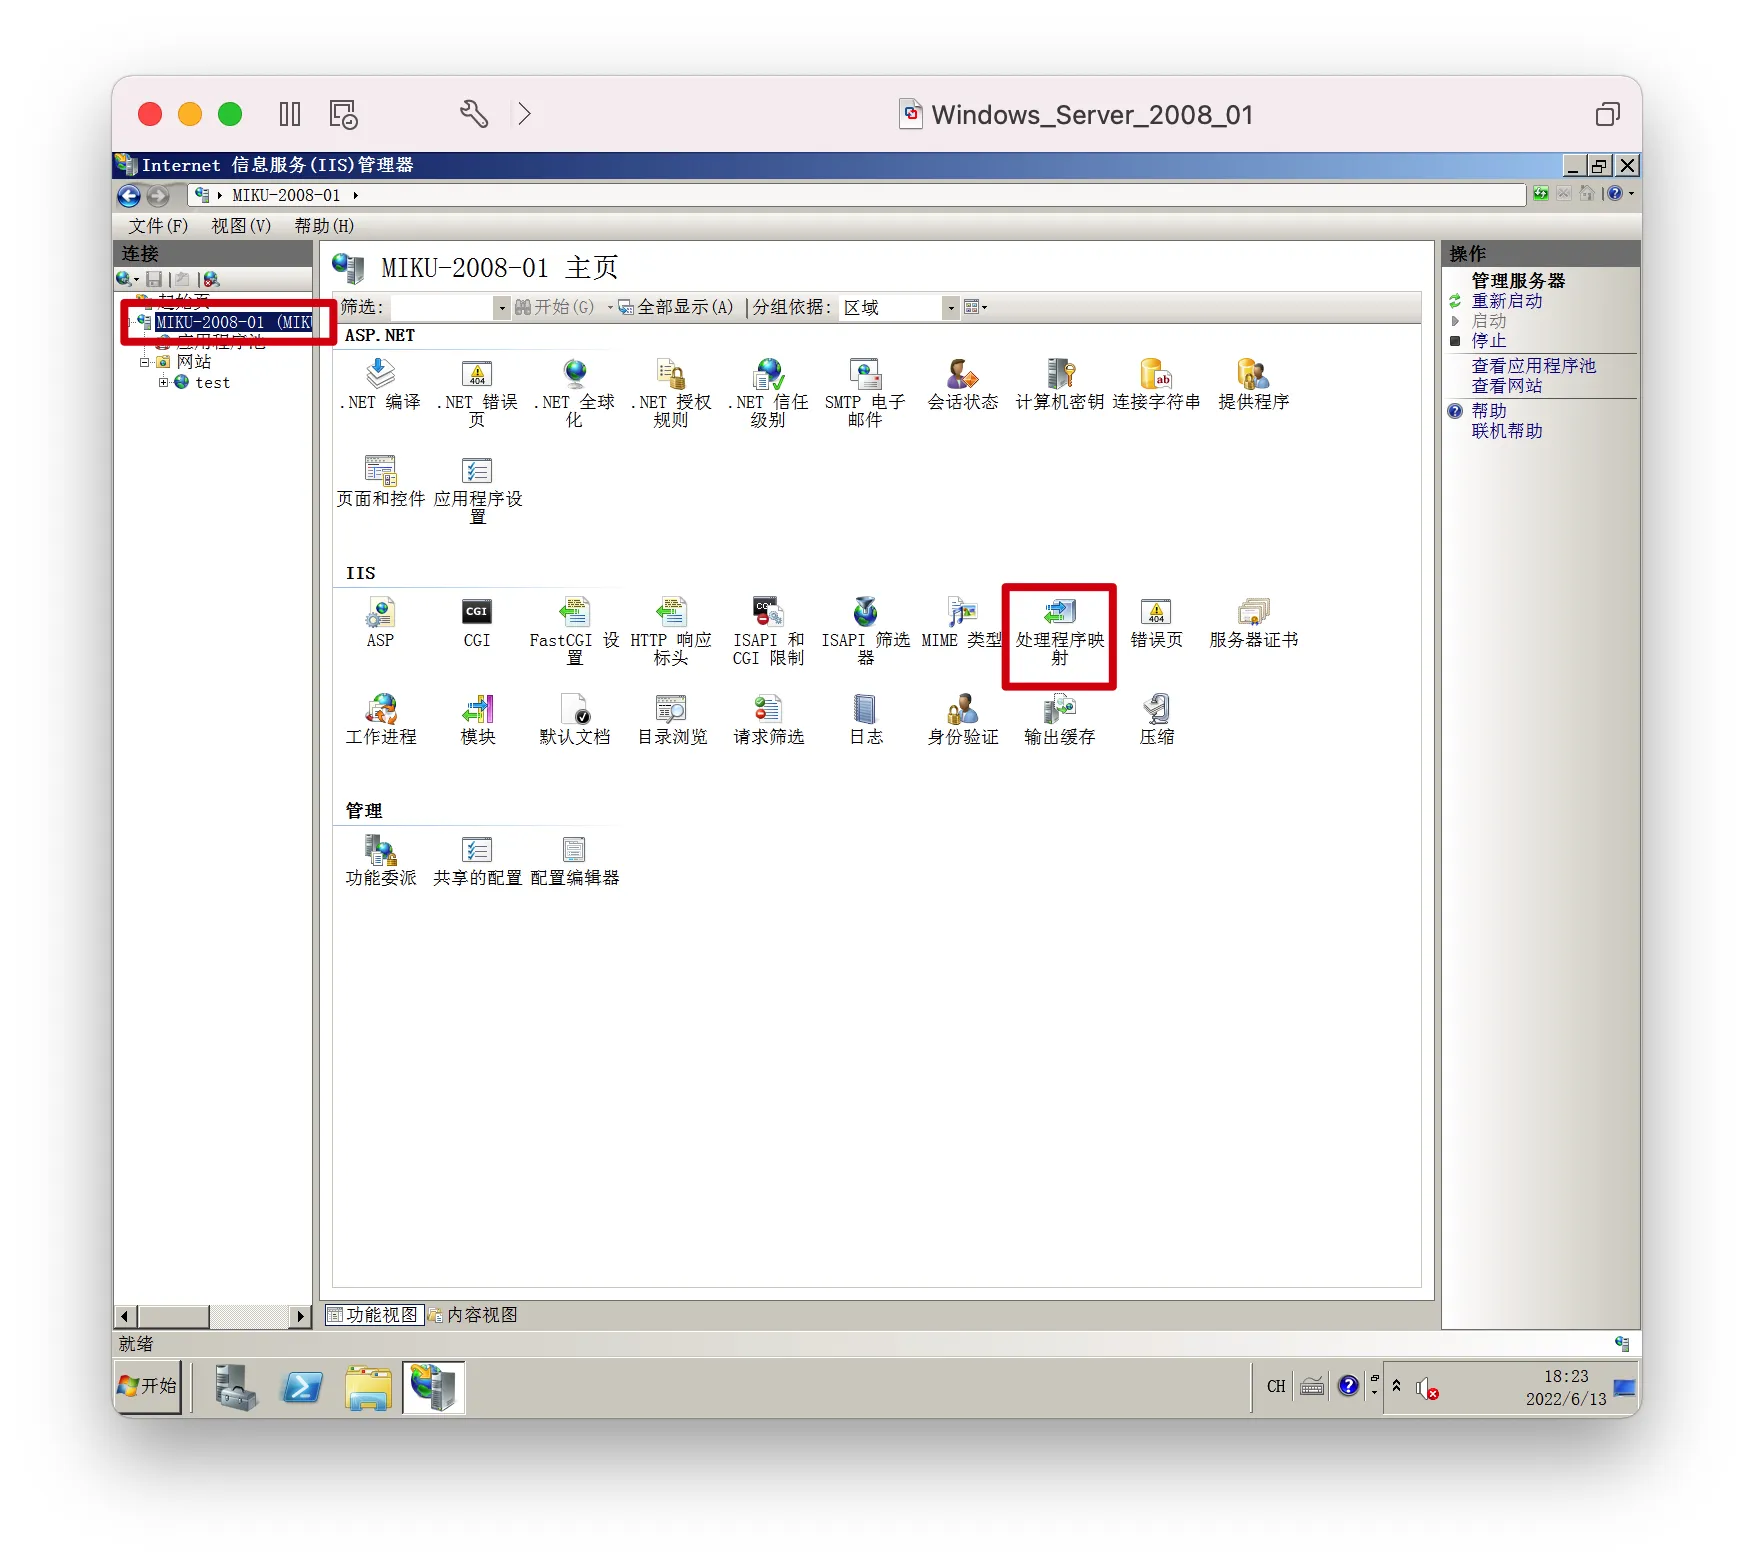 Windows_Server_2008_01
Internet 信息服务(IIS)管理器
MIKU-2008-01
文件(F) 视图(V) 帮助(H)
连接
起始页
MIKU-2008-01 (MIK
应用程序池
网站
test
MIKU-2008-01 主页
筛选: 开始(G) 全部显示(A) 分组依据: 区域
ASP.NET
.NET 编译 .NET 错误页 .NET 全球化 .NET 授权规则 .NET 信任级别 SMTP 电子邮件 会话状态 计算机密钥 连接字符串 提供程序
页面和控件 应用程序设置
IIS
ASP CGI FastCGI 设置 HTTP 响应标头 ISAPI 和 CGI 限制 ISAPI 筛选器 MIME 类型 处理程序映射 错误页 服务器证书
工作进程 模块 默认文档 目录浏览 请求筛选 日志 身份验证 输出缓存 压缩
管理
功能委派 共享的配置 配置编辑器
功能视图 内容视图
操作
管理服务器
重新启动
启动
停止
查看应用程序池
查看网站
帮助
联机帮助
就绪
开始
CH
18:23
2022/6/13